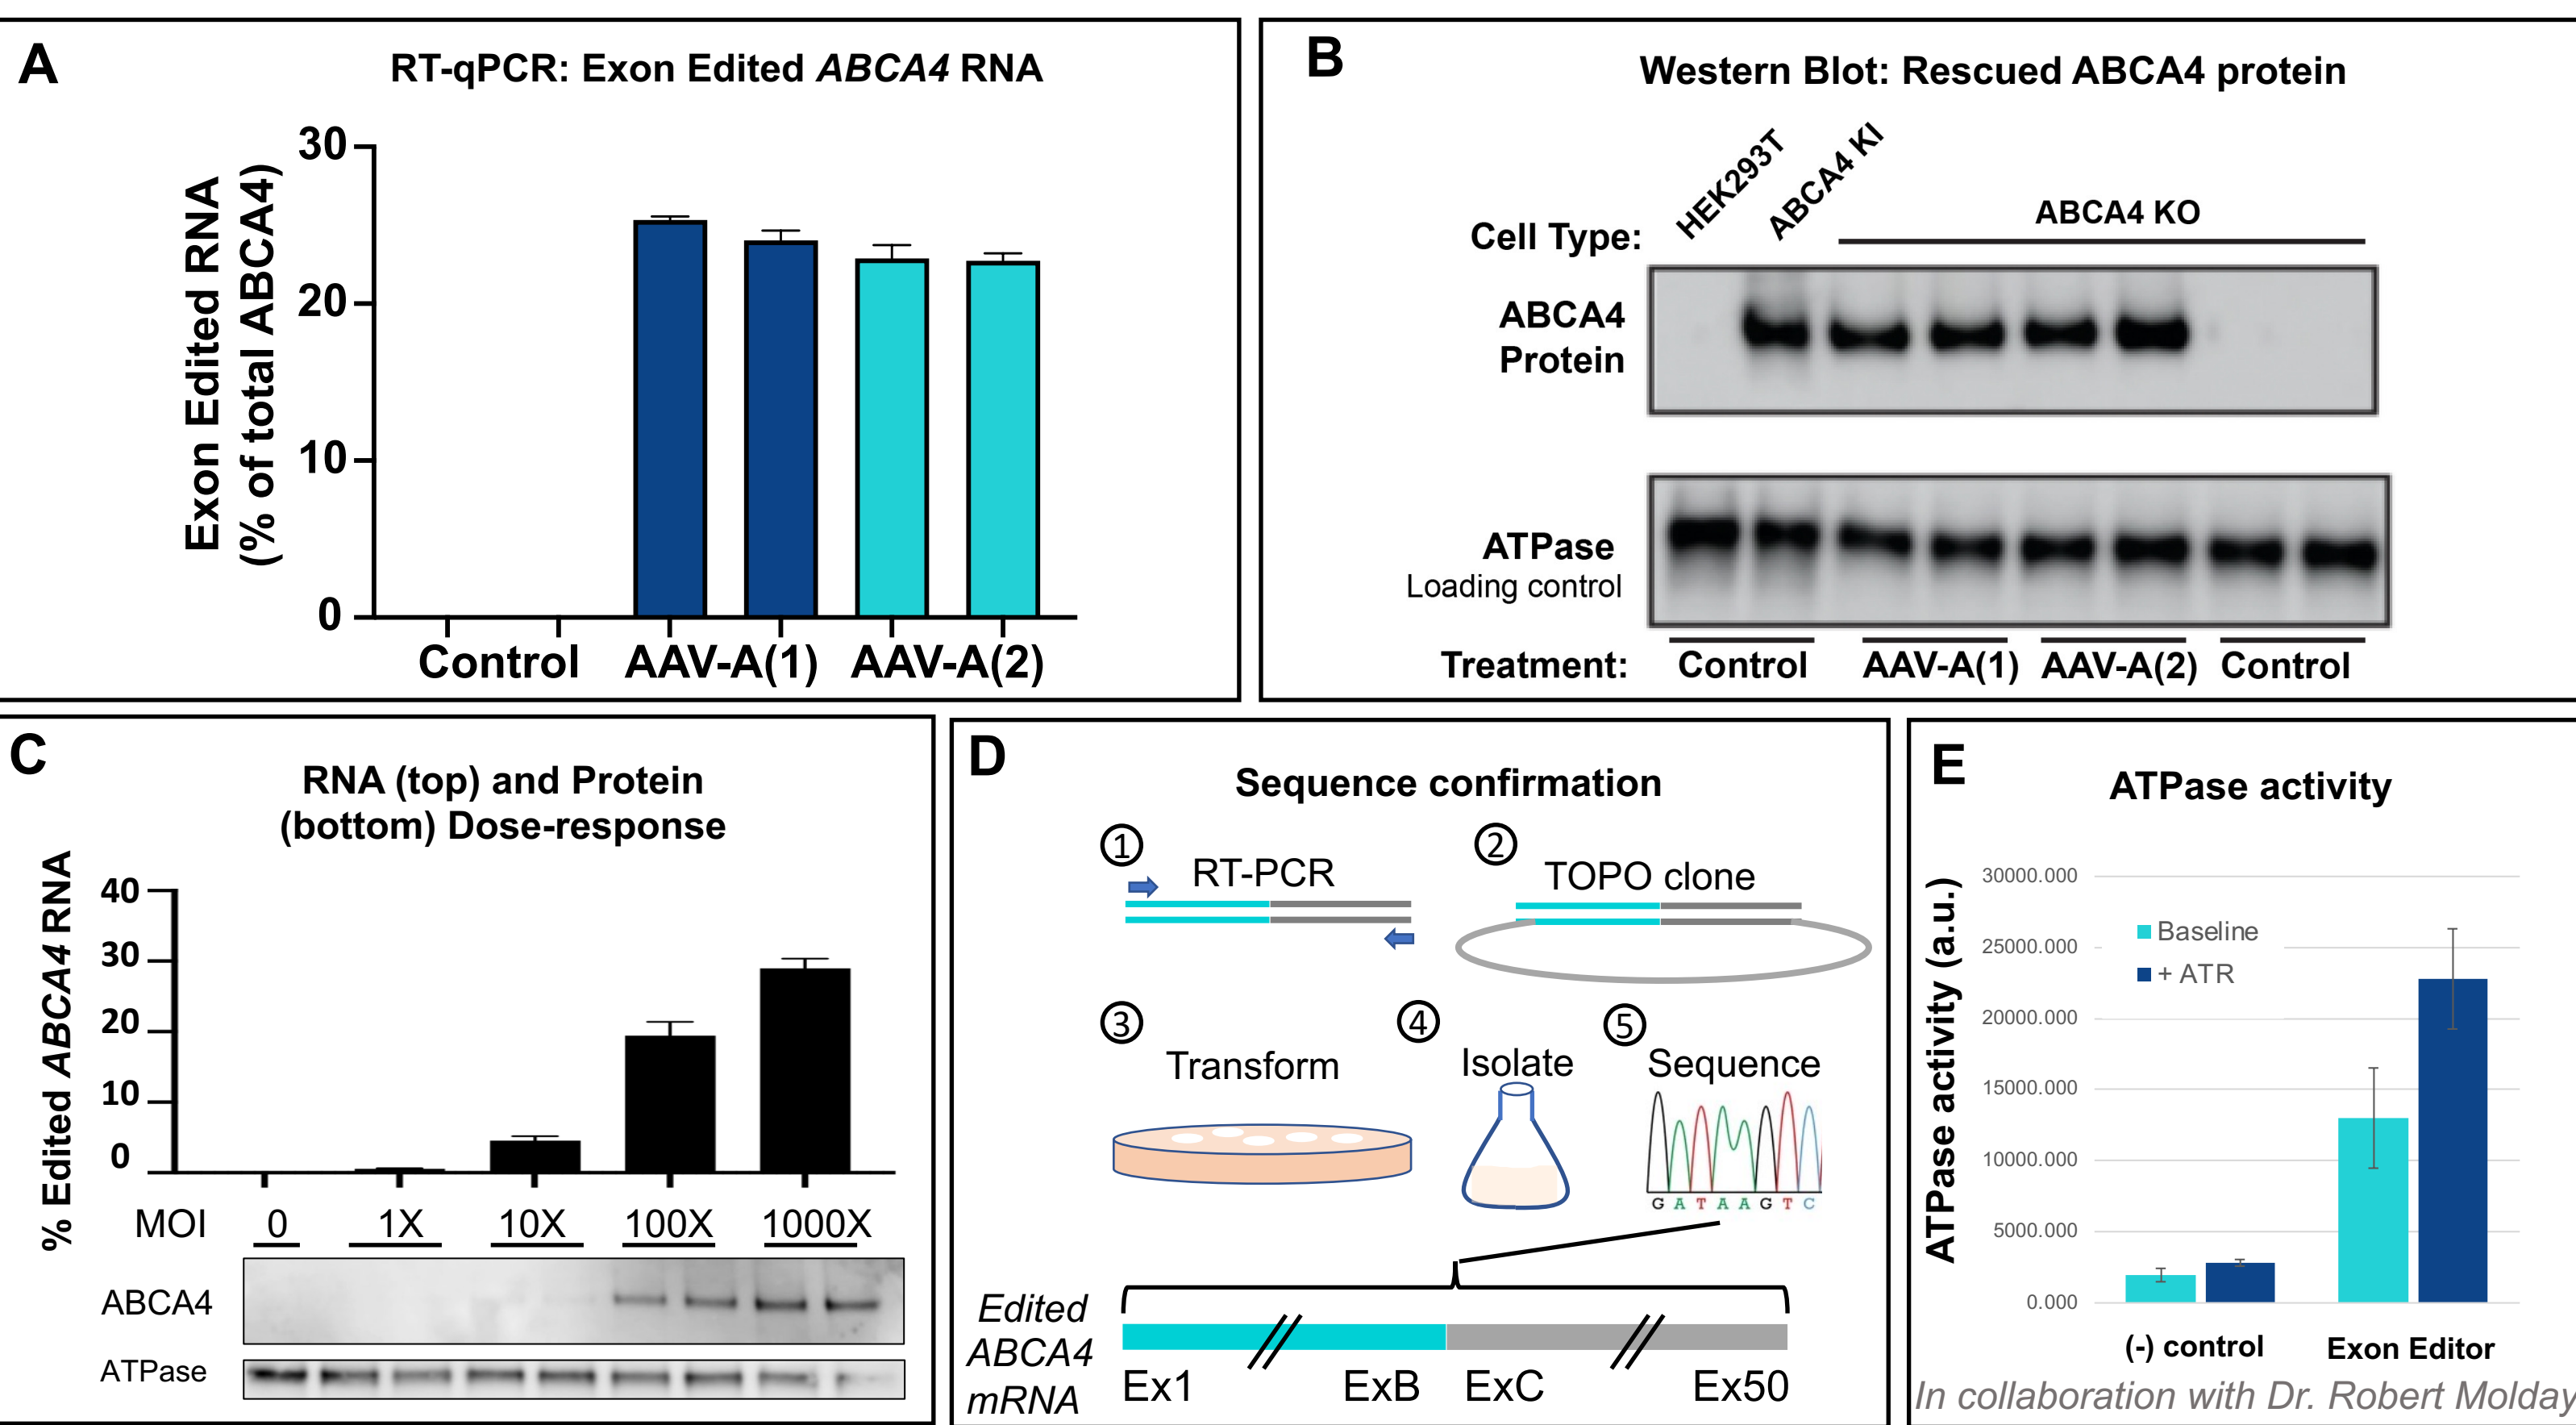 A
RT-qPCR: Exon Edited ABCA4 RNA
Exon Edited RNA
(% of total ABCA4)
30
20
10
0
Control AAV-A(1) AAV-A(2)
B
Western Blot: Rescued ABCA4 protein
Cell Type:
HEK293T
ABCA4 KI
ABCA4 KO
ABCA4
Protein
ATPase
Loading control
Treatment: Control AAV-A(1) AAV-A(2) Control
C
RNA (top) and Protein
(bottom) Dose-response
% Edited ABCA4 RNA
40
30
20
10
0
MOI 0 1X 10X 100X 1000X
ABCA4
ATPase
D
Sequence confirmation
1 RT-PCR
2 TOPO clone
3 Transform
4 Isolate
5 Sequence
G A T A A G T C
Edited
ABCA4
mRNA
Ex1 ExB ExC Ex50
E
ATPase activity
ATPase activity (a.u.)
30000.000
25000.000
20000.000
15000.000
10000.000
5000.000
0.000
Baseline
+ ATR
(-) control Exon Editor
In collaboration with Dr. Robert Molday